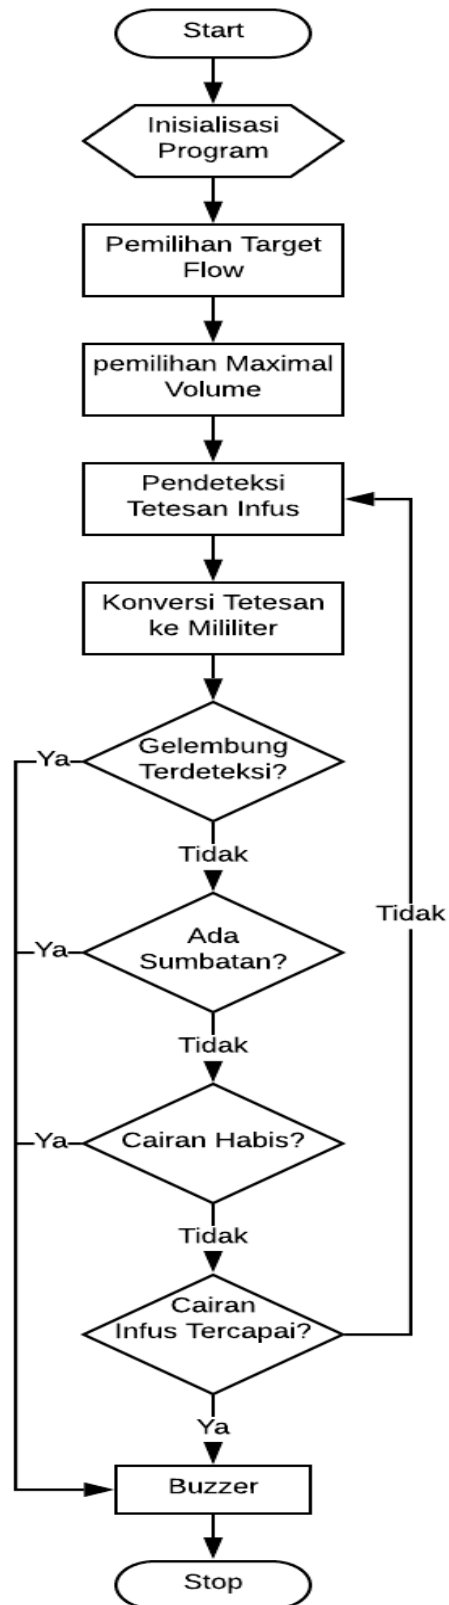 Start
Inisialisasi
Program
Pemilihan Target
Flow
pemilihan Maximal
Volume
Pendeteksi
Tetesan Infus
Konversi Tetesan
ke Mililiter
Gelembung
Terdeteksi?
Ya
Tidak
Ada
Sumbatan?
Ya
Tidak
Tidak
Cairan Habis?
Ya
Tidak
Cairan
Infus Tercapai?
Ya
Buzzer
Stop